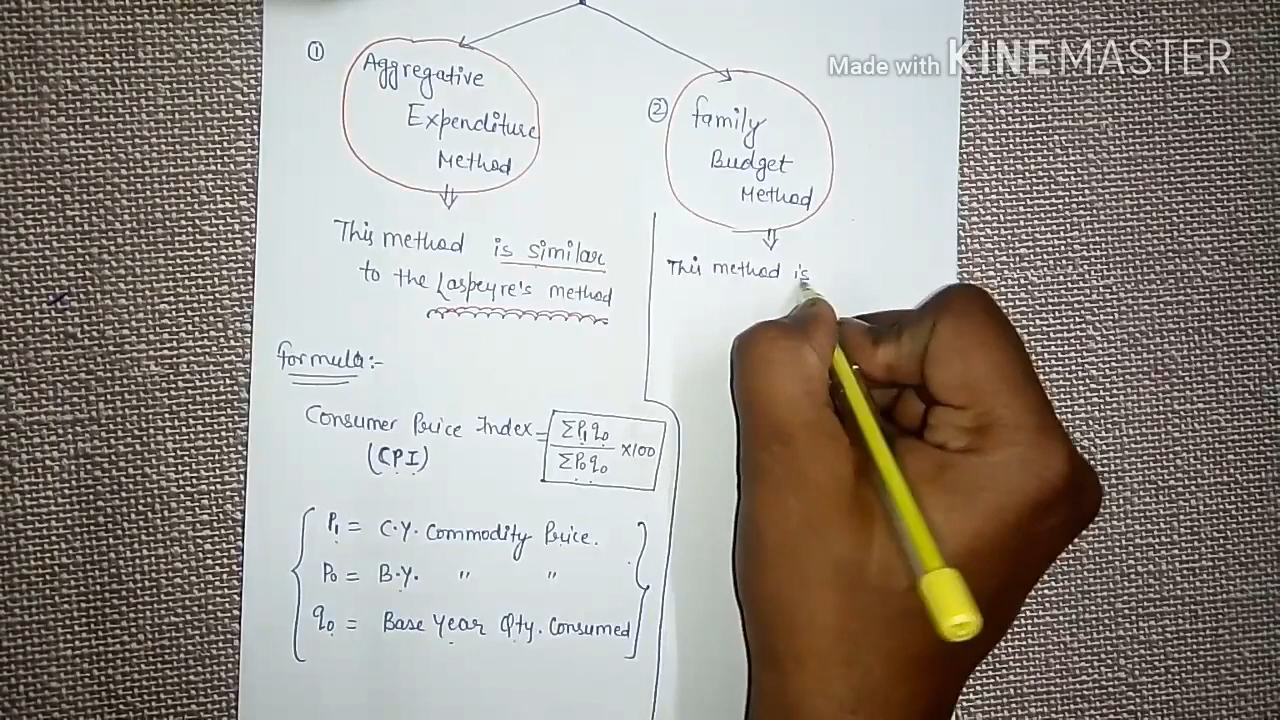 Made with KINEMASTER
①
Aggregative
Expenditure
Method
②
family
Budget
Method
This method is similar
to the Laspeyre's method
This method is
formula:-
Consumer Price Index = ΣP₁q₀ / ΣP₀q₀ ×100
(CPI)
P₁ = C.Y. Commodity Price.
P₀ = B.Y. " "
q₀ = Base Year Qty. Consumed